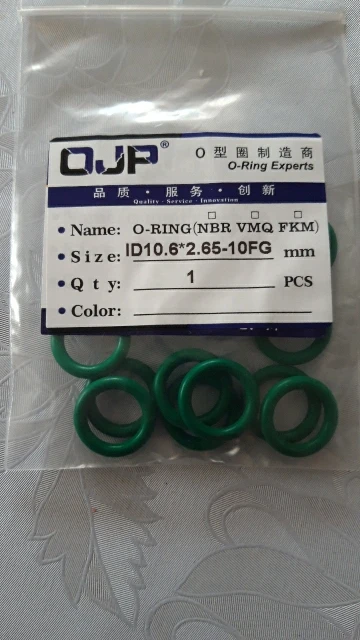 OJP®
O 型 圈 制 造 商
O-Ring Experts
品 质 · 服 务 · 创 新
Quality · Service · Innovation
• Name: O-RING(NBR VMQ FKM)
• Size: ID10.6*2.65-10FG mm
• Qty: 1 PCS
• Color: